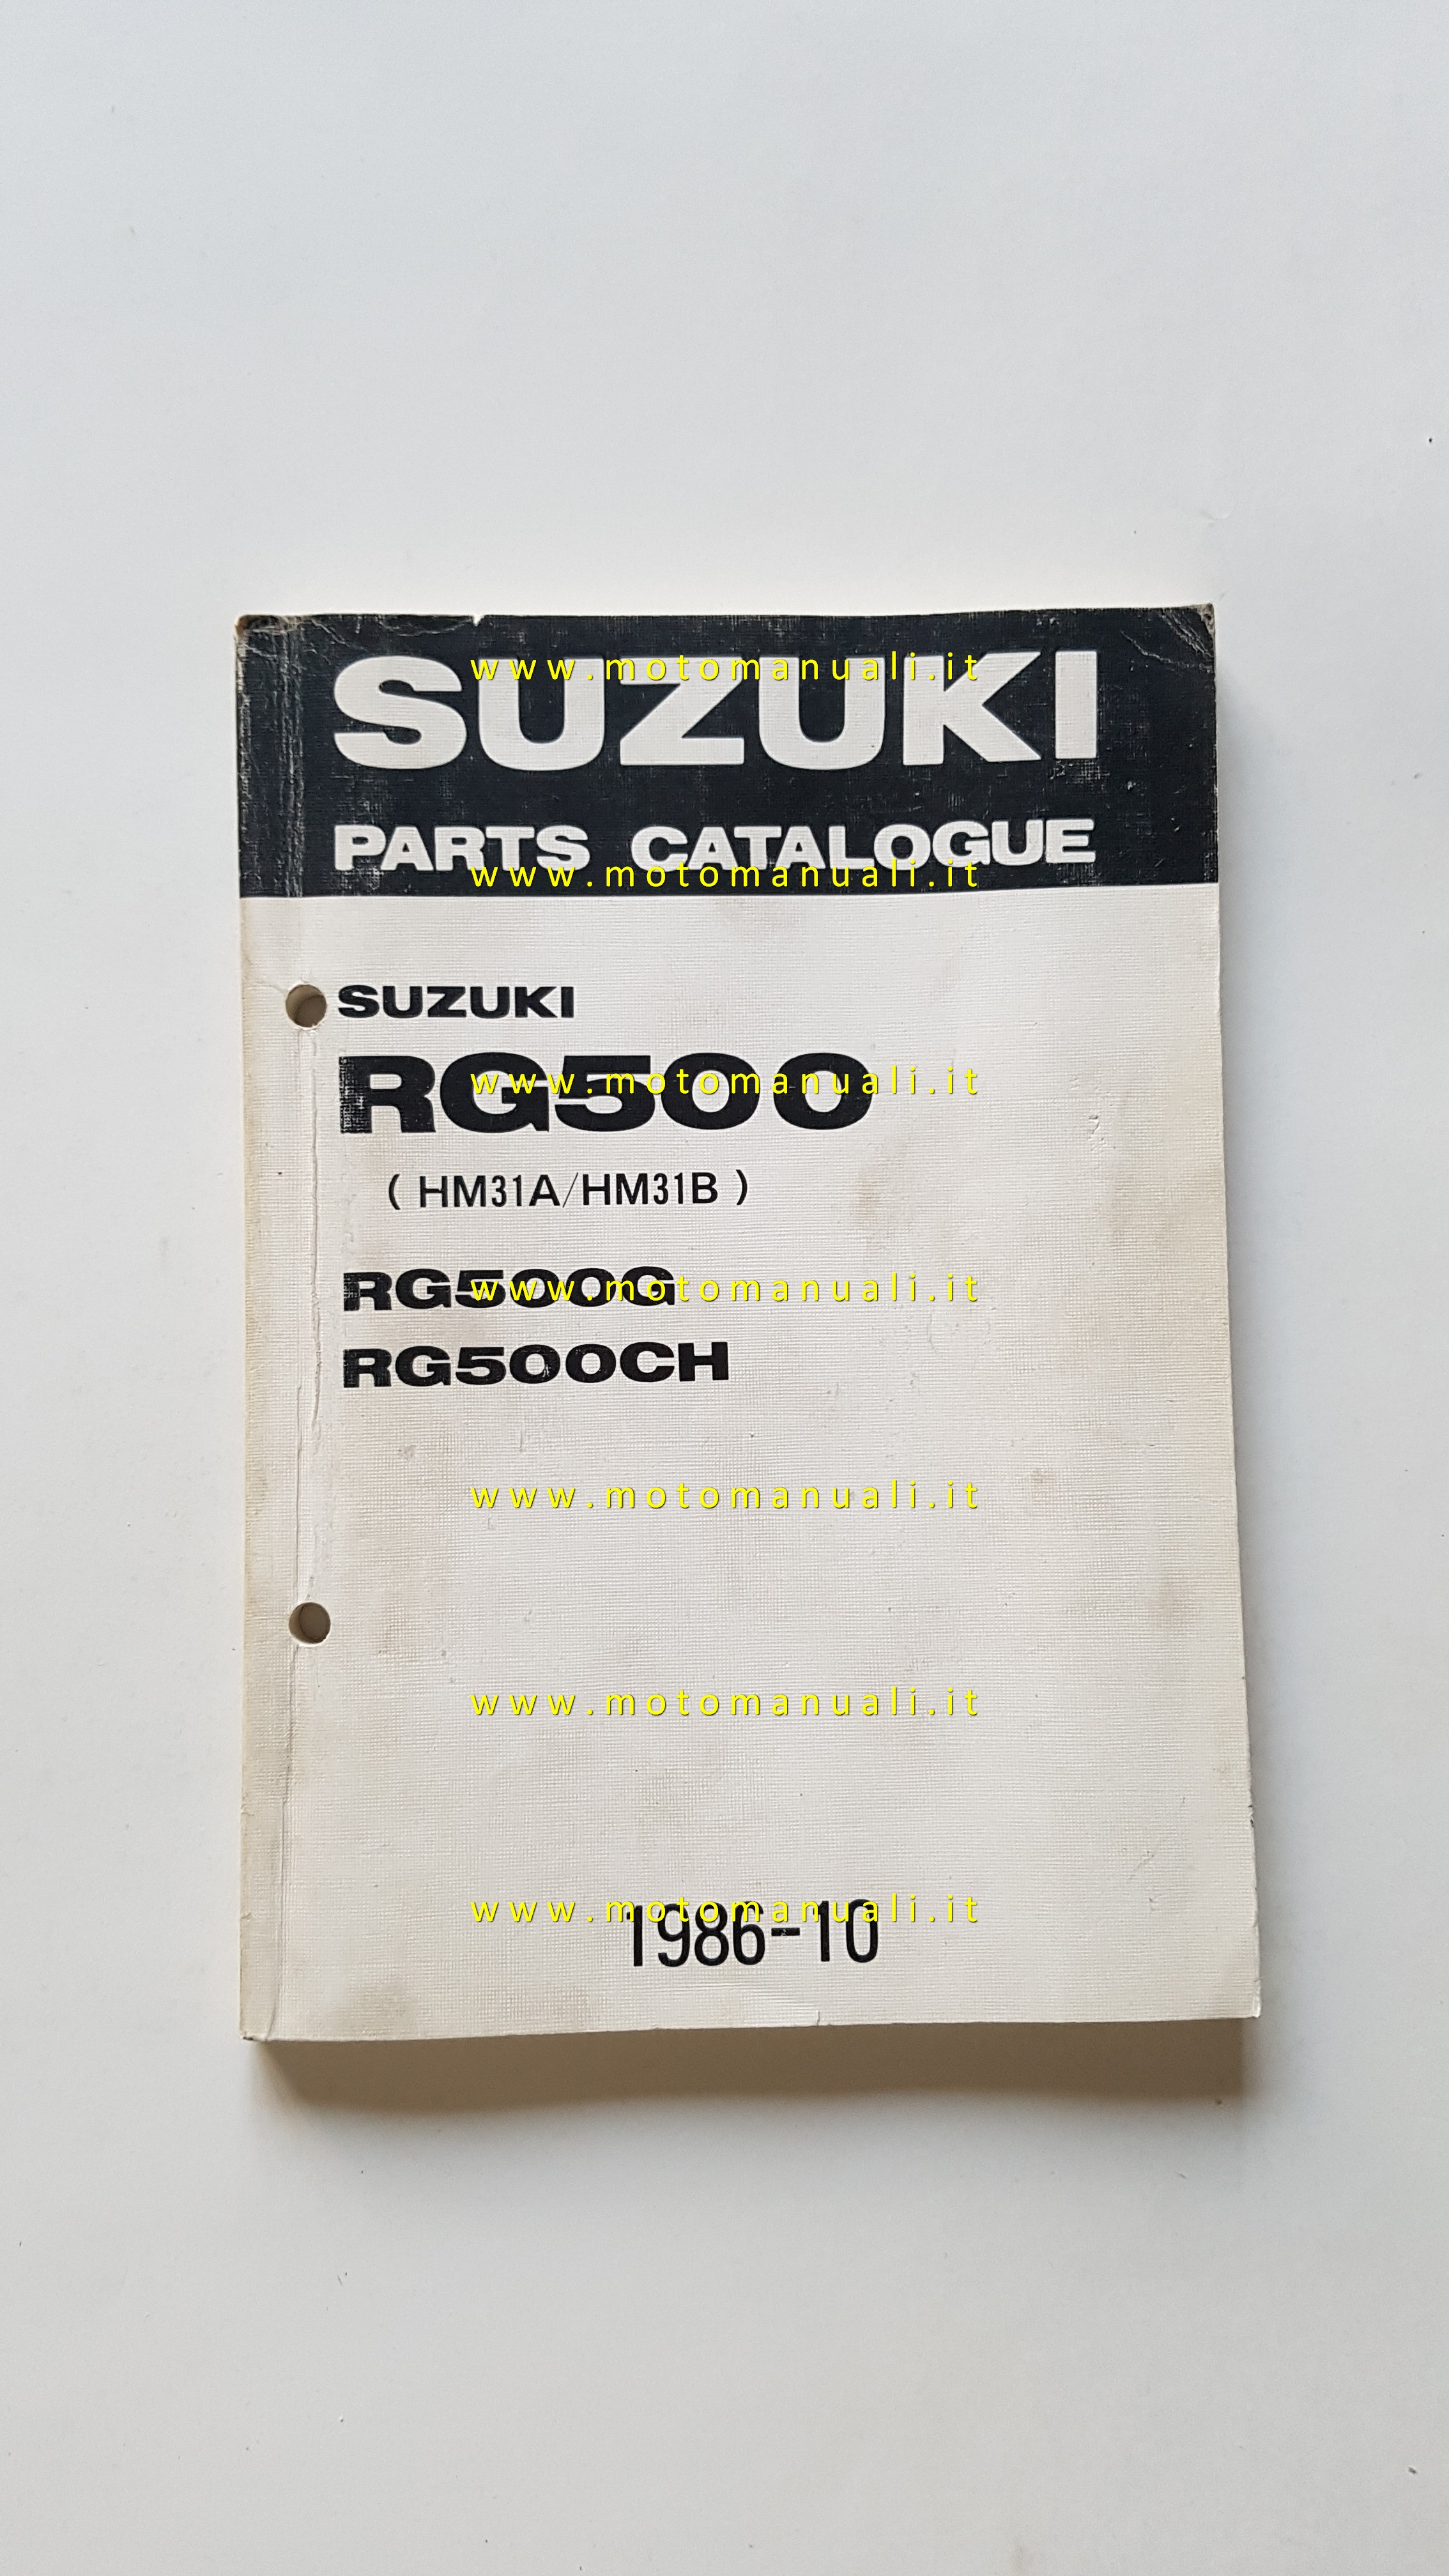 SUZUKI
www.motomanuali.it
PARTS CATALOGUE
www.motomanuali.it
SUZUKI
RG500
www.motomanuali.it
( HM31A/HM31B )
RG500G
www.motomanuali.it
RG500CH
www.motomanuali.it
www.motomanuali.it
www.motomanuali.it
1986-10